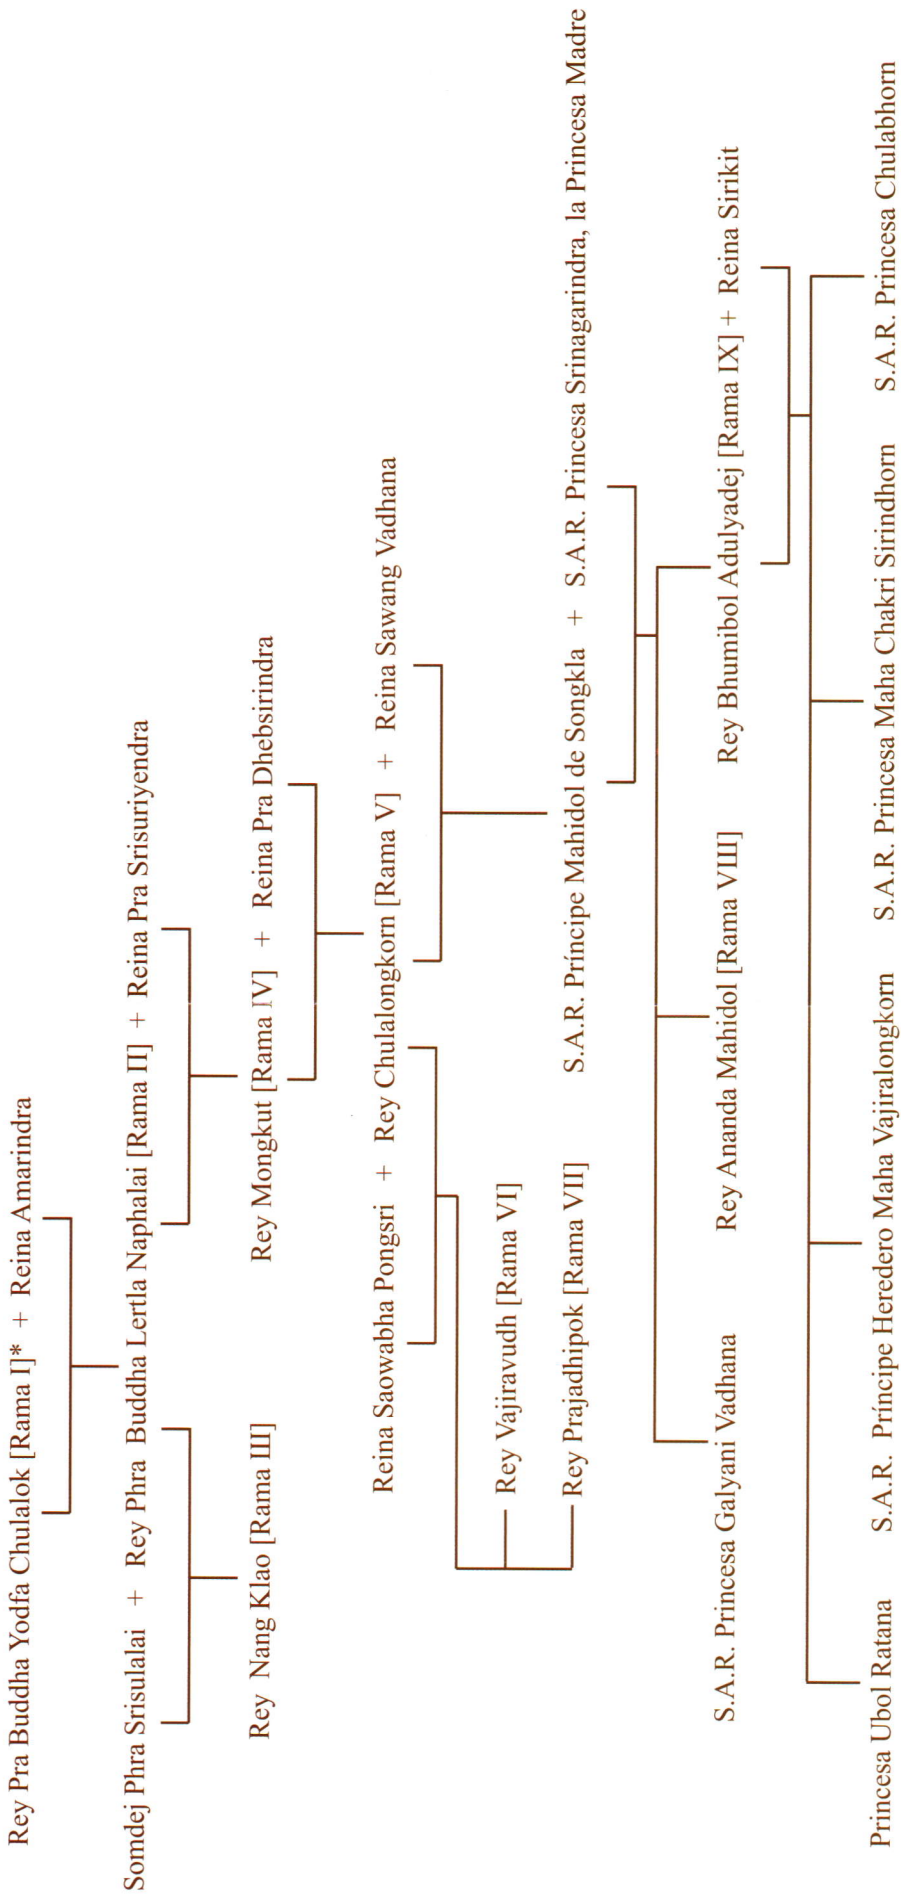 Rey Pra Buddha Yodfa Chulalok [Rama I]* + Reina Amarindra
Somdej Phra Srisulalai + Rey Phra Buddha Lertla Naphalai [Rama II] + Reina Pra Srisuriyendra
Rey Nang Klao [Rama III]
Rey Mongkut [Rama IV] + Reina Pra Dhebsirindra
Reina Saowabha Pongsri + Rey Chulalongkorn [Rama V] + Reina Sawang Vadhana
Rey Vajiravudh [Rama VI]
Rey Prajadhipok [Rama VII]
S.A.R. Príncipe Mahidol de Songkla + S.A.R. Princesa Srinagarindra, la Princesa Madre
S.A.R. Princesa Galyani Vadhana
Rey Ananda Mahidol [Rama VIII]
Rey Bhumibol Adulyadej [Rama IX] + Reina Sirikit
Princesa Ubol Ratana
S.A.R. Príncipe Heredero Maha Vajiralongkorn
S.A.R. Princesa Maha Chakri Sirindhorn
S.A.R. Princesa Chulabhorn